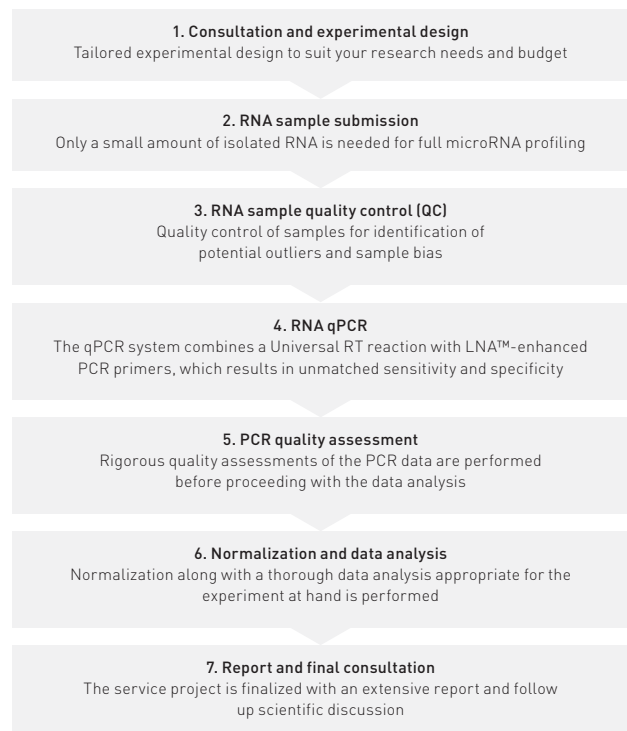 1. Consultation and experimental design
Tailored experimental design to suit your research needs and budget
2. RNA sample submission
Only a small amount of isolated RNA is needed for full microRNA profiling
3. RNA sample quality control (QC)
Quality control of samples for identification of
potential outliers and sample bias
4. RNA qPCR
The qPCR system combines a Universal RT reaction with LNA™-enhanced
PCR primers, which results in unmatched sensitivity and specificity
5. PCR quality assessment
Rigorous quality assessments of the PCR data are performed
before proceeding with the data analysis
6. Normalization and data analysis
Normalization along with a thorough data analysis appropriate for the
experiment at hand is performed
7. Report and final consultation
The service project is finalized with an extensive report and follow
up scientific discussion